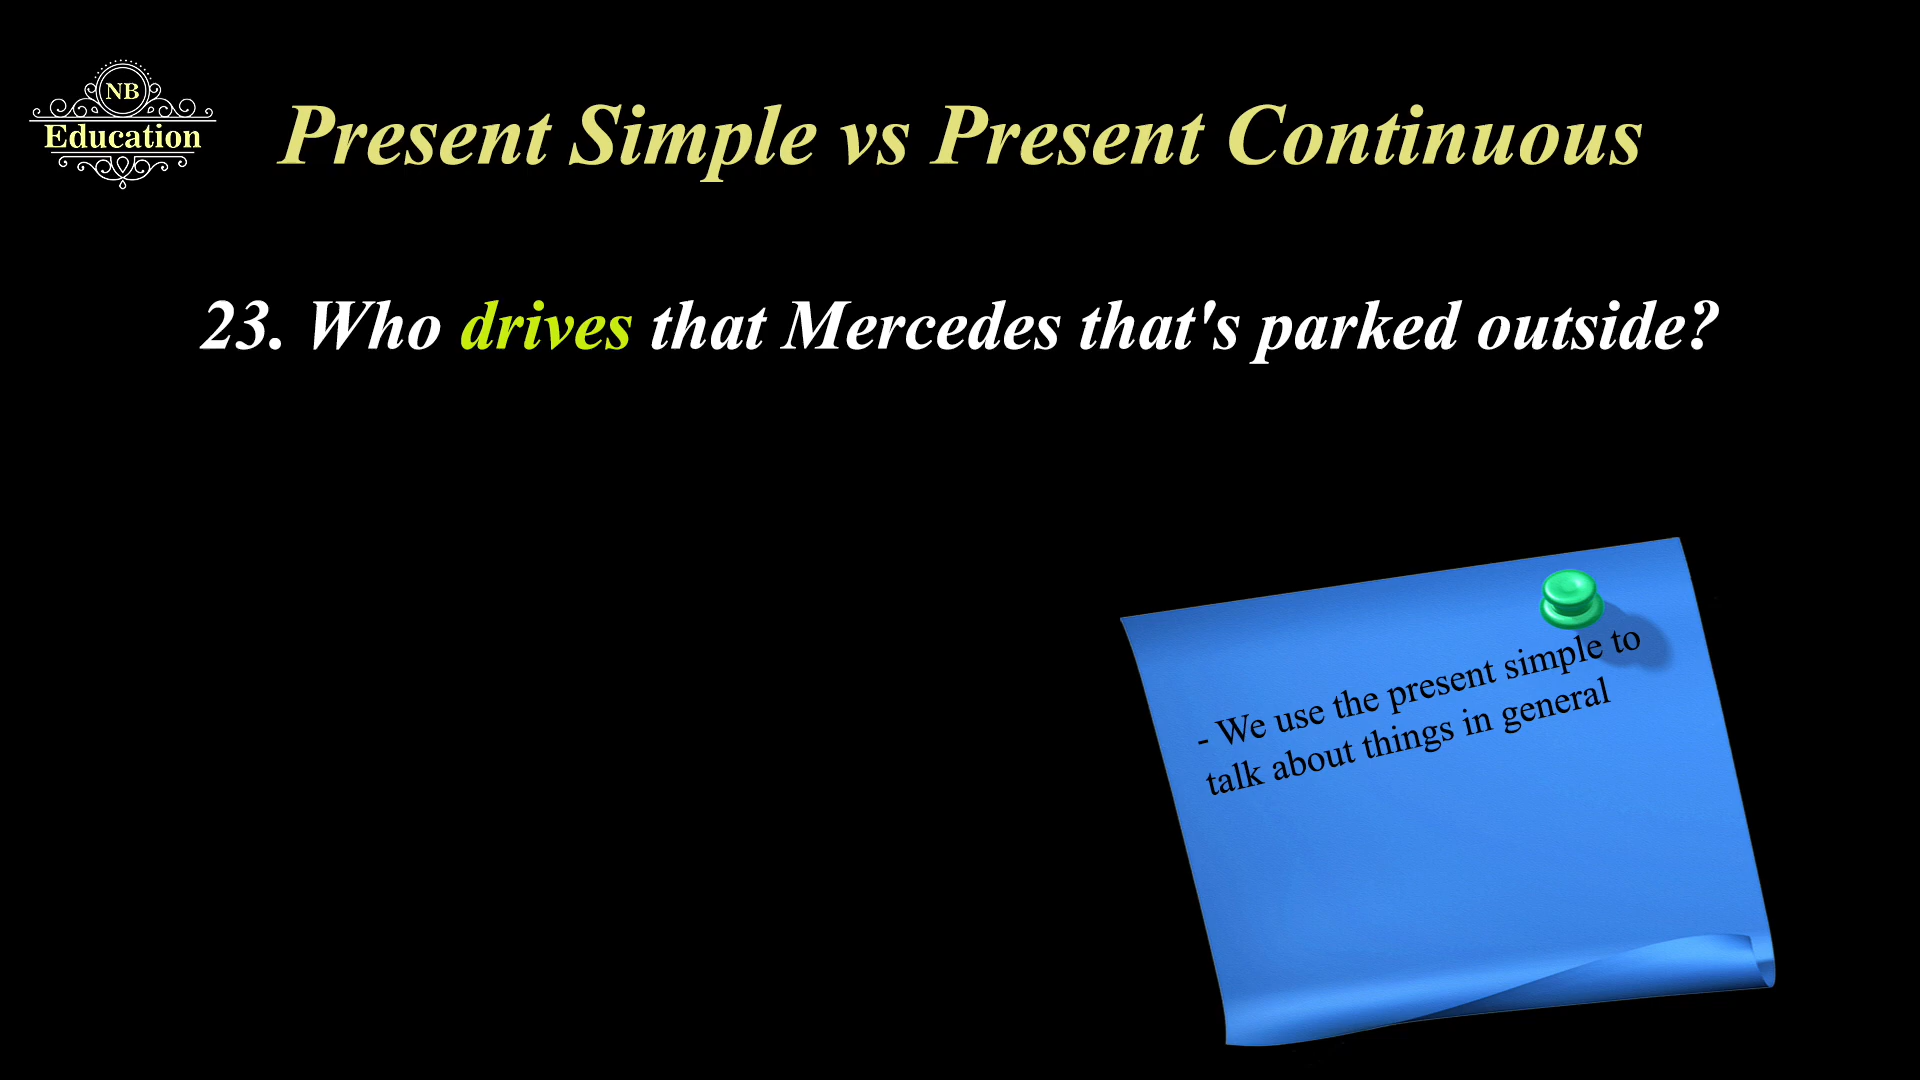 NB
Education
Present Simple vs Present Continuous
23. Who drives that Mercedes that's parked outside?
- We use the present simple to
talk about things in general